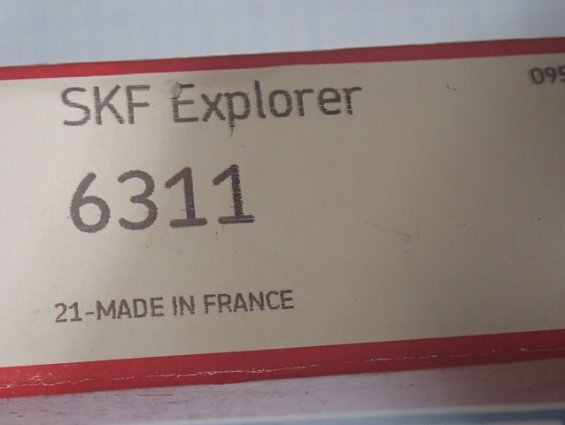 SKF Explorer
6311
21-MADE IN FRANCE